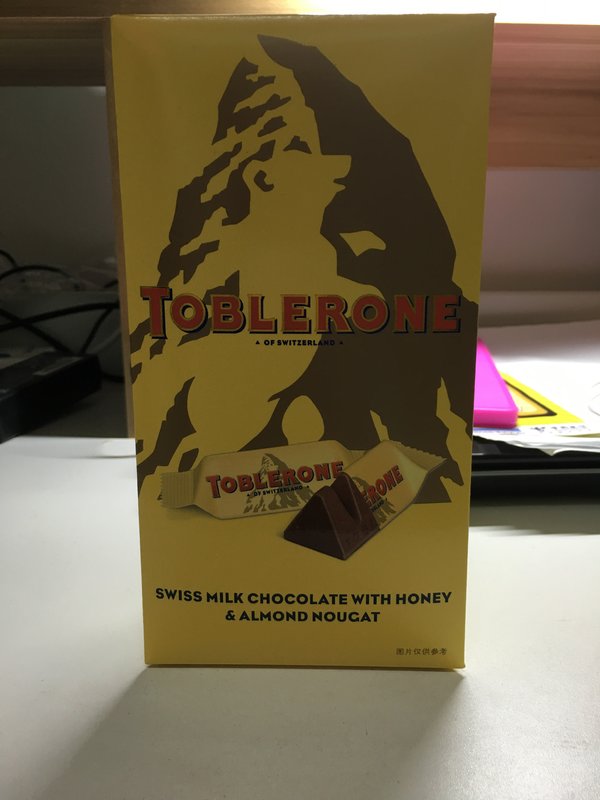 TOBLERONE
OF SWITZERLAND
TOBLERONE
OF SWITZERLAND
ERONE
SWISS MILK CHOCOLATE WITH HONEY
& ALMOND NOUGAT
图片仅供参考